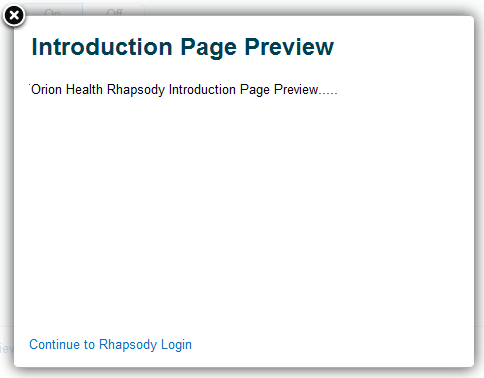 On Off
Introduction Page Preview
Orion Health Rhapsody Introduction Page Preview.....
Continue to Rhapsody Login